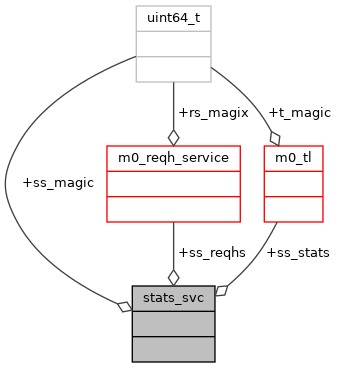 uint64_t
+rs_magix
+t_magic
m0_reqh_service
m0_tl
+ss_magic
+ss_reqhs
+ss_stats
stats_svc